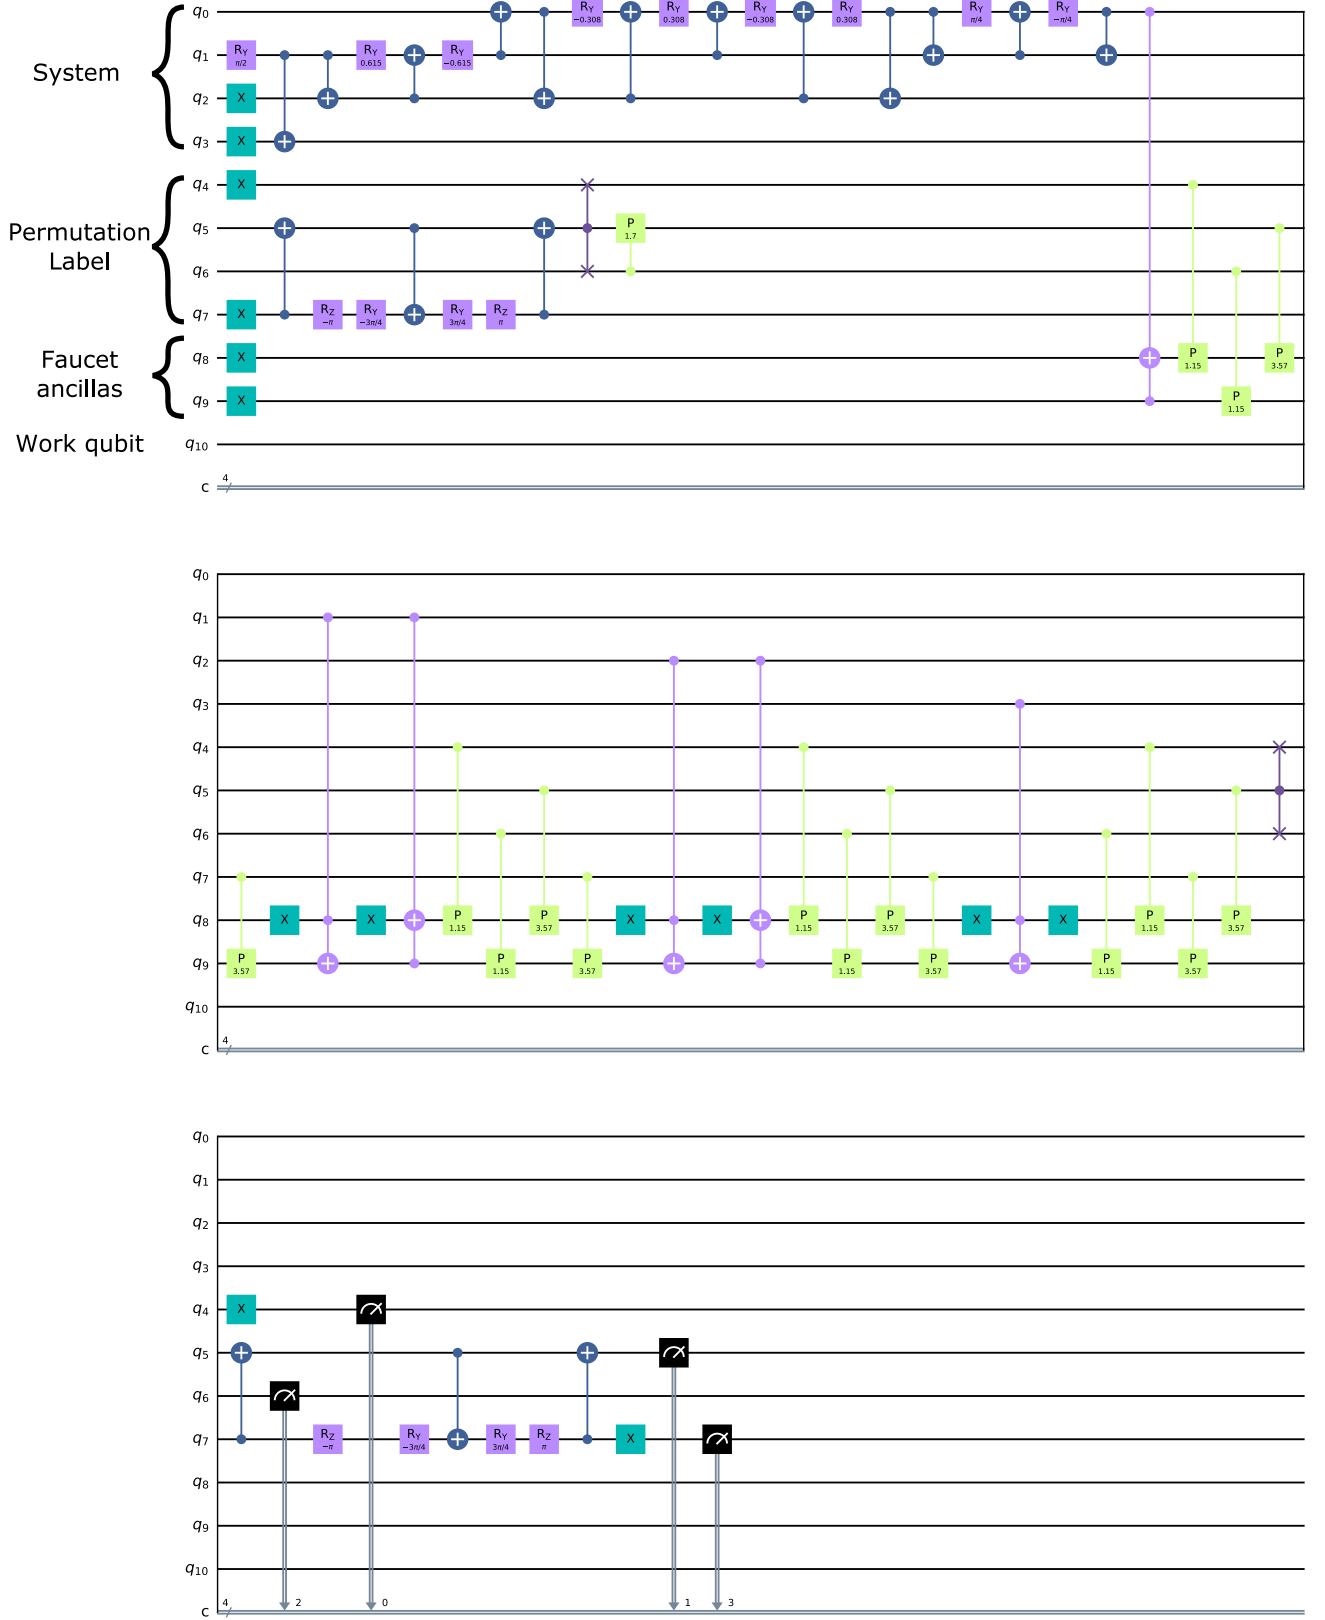 System
Permutation
Label
Faucet
ancillas
Work qubit
q0 RY −0.308 RY 0.308 RY −0.308 RY 0.308 RY π/4 RY −π/4
q1 RY π/2 RY 0.615 RY −0.615
q2 X
q3 X
q4 X
q5 P 1.7
q6
q7 X RZ −π RY −3π/4 RY 3π/4 RZ π
q8 X P 1.15 P 3.57
q9 X P 1.15
q10
c 4
q0
q1
q2
q3
q4
q5
q6
q7
q8 X X P 1.15 P 3.57 X X P 1.15 P 3.57 X X P 1.15 P 3.57
q9 P 3.57 P 1.15 P 3.57 P 1.15 P 3.57 P 1.15 P 3.57
q10
c 4
q0
q1
q2
q3
q4 X
q5
q6
q7 RZ −π RY −3π/4 RY 3π/4 RZ π X
q8
q9
q10
c 4 2 0 1 3